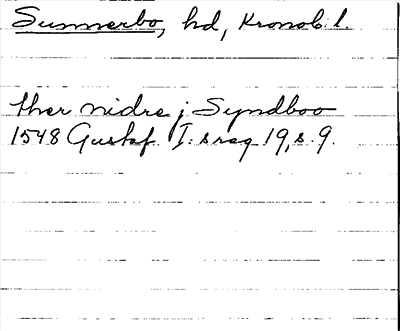 Sunnerbo, hd, Kronob. l.
ther nidre j Syndboo
1548 Gustaf I:s reg 19, s. 9.